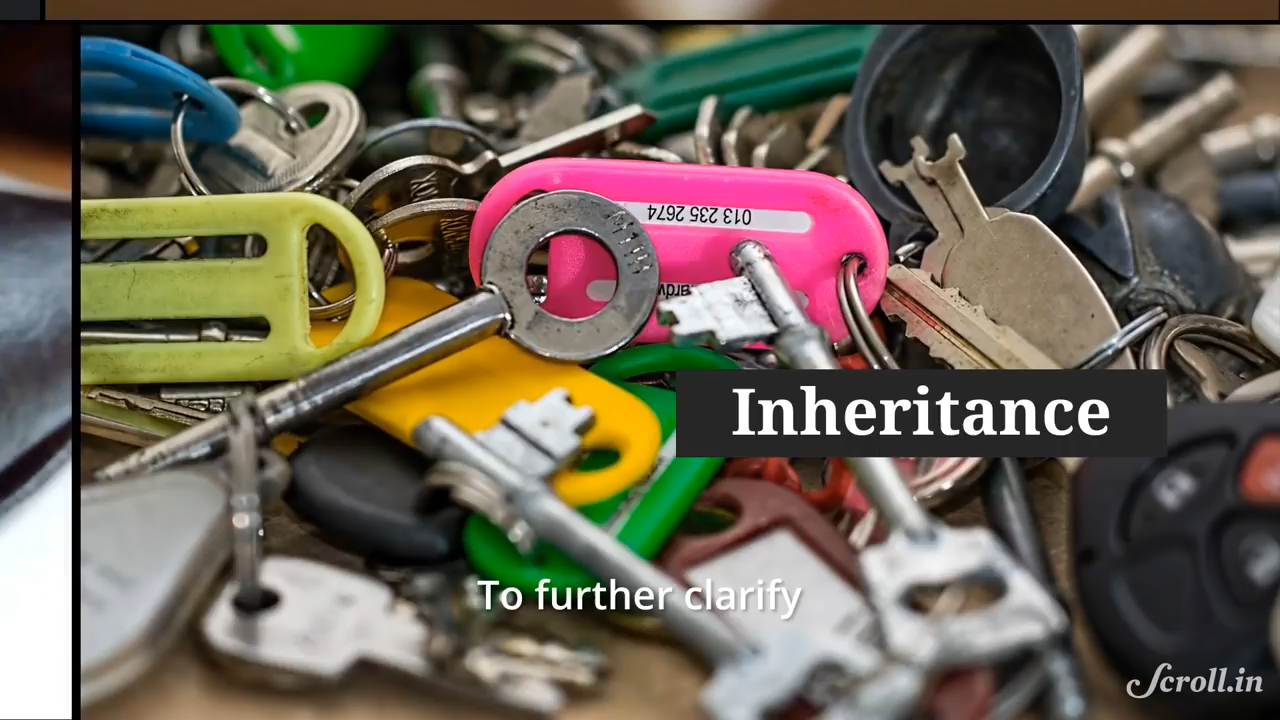 013 235 2674
Inheritance
To further clarify
Scroll.in